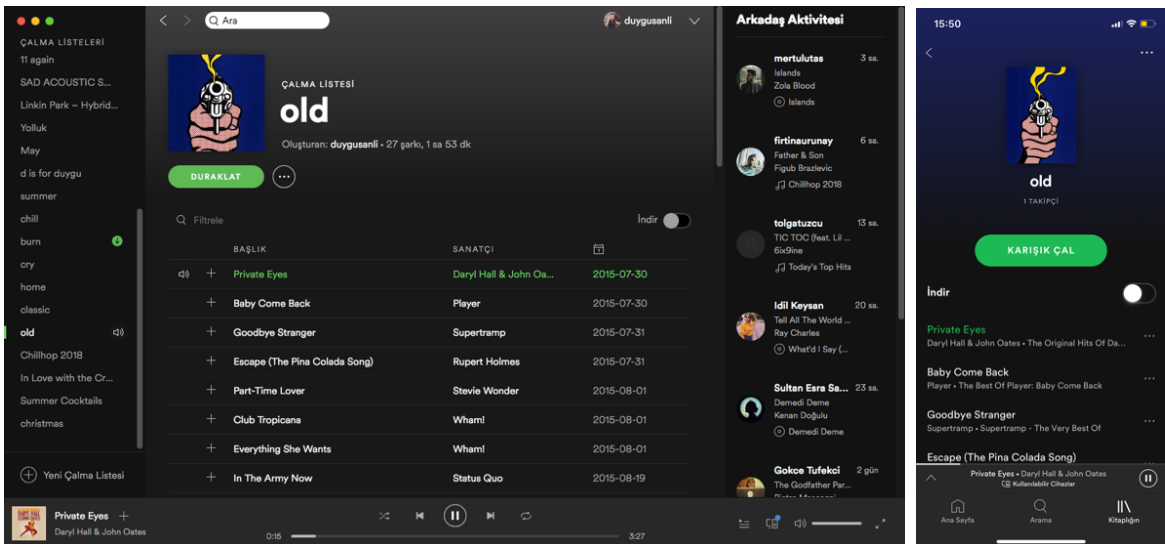 ÇALMA LİSTELERİ
11 again
SAD ACOUSTIC S...
Linkin Park – Hybrid...
Yolluk
May
d is for duygu
summer
chill
burn
cry
home
classic
old
Chillhop 2018
In Love with the Cr...
Summer Cocktails
christmas
Yeni Çalma Listesi
Ara
duygusanli
ÇALMA LİSTESİ
old
Oluşturan: duygusanli • 27 şarkı, 1 sa 53 dk
DURAKLAT
Filtrele
İndir
BAŞLIK SANATÇI
Private Eyes Daryl Hall & John Oa... 2015-07-30
Baby Come Back Player 2015-07-30
Goodbye Stranger Supertramp 2015-07-31
Escape (The Pina Colada Song) Rupert Holmes 2015-07-31
Part-Time Lover Stevie Wonder 2015-08-01
Club Tropicana Wham! 2015-08-01
Everything She Wants Wham! 2015-08-01
In The Army Now Status Quo 2015-08-19
Arkadaş Aktivitesi
mertulutas 3 sa.
Islands
Zola Blood
Islands
firtinaurunay 6 sa.
Father & Son
Figub Brazlevic
Chillhop 2018
tolgatuzcu 13 sa.
TIC TOC (feat. Lil ...
6ix9ine
Today's Top Hits
Idil Keysan 20 sa.
Tell All The World ...
Ray Charles
What'd I Say (...
Sultan Esra Sa... 23 sa.
Demedi Deme
Kenan Doğulu
Demedi Deme
Gokce Tufekci 2 gün
The Godfather Par...
Private Eyes
Daryl Hall & John Oates
0:15
3:27
15:50
old
1 TAKİPÇİ
KARIŞIK ÇAL
İndir
Private Eyes
Daryl Hall & John Oates • The Original Hits Of Da...
Baby Come Back
Player • The Best Of Player: Baby Come Back
Goodbye Stranger
Supertramp • Supertramp - The Very Best Of
Escape (The Pina Colada Song)
Private Eyes • Daryl Hall & John Oates
Kullanılabilir Cihazlar
Ana Sayfa
Arama
Kitaplığın